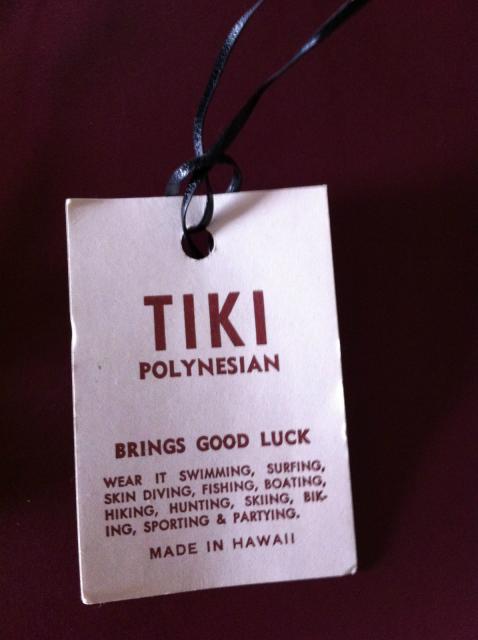 TIKI
POLYNESIAN
BRINGS GOOD LUCK
WEAR IT SWIMMING, SURFING,
SKIN DIVING, FISHING, BOATING,
HIKING, HUNTING, SKIING, BIK-
ING, SPORTING & PARTYING.
MADE IN HAWAII